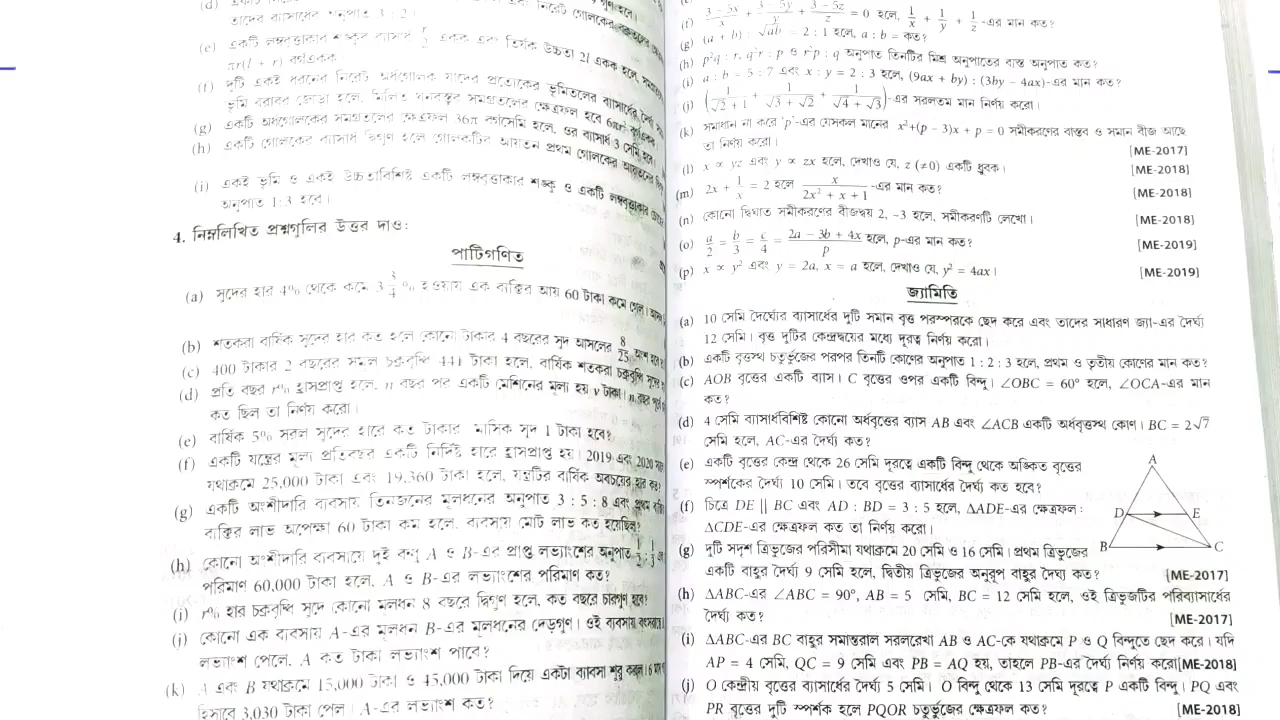 একটি লম্ববৃত্তাকার শঙ্কুর ব্যাসার্ধ r/2 একক এবং তির্যক উচ্চতা 2l একক হলে,
πr(l + r) বর্গএকক
(f) দুটি একই ধরনের নিরেট অর্ধগোলক যাদের প্রত্যেকের ভূমিতলের ব্যাসার্ধের দৈর্ঘ্য
ভূমি বরাবর জোড়া হলে, মিলিত ঘনবস্তুর সমগ্রতলের ক্ষেত্রফল হবে 6πr²
(g) একটি অর্ধগোলকের সমগ্রতলের ক্ষেত্রফল 36π বর্গসেমি হলে, ওর ব্যাসার্ধ 3 সেমি হবে।
(h) একটি গোলকের ব্যাসার্ধ দ্বিগুণ হলে গোলকটির আয়তন প্রথম গোলকের আয়তনের
(i) একই ভূমি ও একই উচ্চতাবিশিষ্ট একটি লম্ববৃত্তাকার শঙ্কু ও একটি লম্ববৃত্তাকার
অনুপাত 1:3 হবে।
4. নিম্নলিখিত প্রশ্নগুলির উত্তর দাও:
পাটিগণিত
(a) সুদের হার 4% থেকে কমে 3 3/4 % হওয়ায় এক ব্যক্তির আয় 60 টাকা কমে গেল।
(b) শতকরা বার্ষিক সুদের হার কত হলে কোনো টাকার 4 বছরের সুদ আসলের 8/25 অংশ হবে
(c) 400 টাকার 2 বছরের সমূল চক্রবৃদ্ধি 441 টাকা হলে, বার্ষিক শতকরা চক্রবৃদ্ধি সুদের
(d) প্রতি বছর r% হ্রাসপ্রাপ্ত হলে, n বছর পর একটি মেশিনের মূল্য হয় v টাকা। n বছর পূর্বে
কত ছিল তা নির্ণয় করো।
(e) বার্ষিক 5% সরল সুদের হারে কত টাকার মাসিক সুদ 1 টাকা হবে?
(f) একটি যন্ত্রের মূল্য প্রতিবছর একটি নির্দিষ্ট হারে হ্রাসপ্রাপ্ত হয়। 2019 এবং 2020 সালে
যথাক্রমে 25,000 টাকা এবং 19,360 টাকা হলে, যন্ত্রটির বার্ষিক অবচয়ের হার কত?
(g) একটি অংশীদারি ব্যবসায় তিনজনের মূলধনের অনুপাত 3 : 5 : 8 এবং প্রথম ব্যক্তির
ব্যক্তির লাভ অপেক্ষা 60 টাকা কম হলে, ব্যবসায় মোট লাভ কত হয়েছিল?
(h) কোনো অংশীদারি ব্যবসায়ে দুই বন্ধু A ও B-এর প্রাপ্ত লভ্যাংশের অনুপাত 1/2 : 1/3
পরিমাণ 60,000 টাকা হলে, A ও B-এর লভ্যাংশের পরিমাণ কত?
(i) r% হার চক্রবৃদ্ধি সুদে কোনো মূলধন 8 বছরে দ্বিগুণ হলে, কত বছরে চারগুণ হবে?
(j) কোনো এক ব্যবসায় A-এর মূলধন B-এর মূলধনের দেড়গুণ। ওই ব্যবসায়
লভ্যাংশ পেলে, A কত টাকা লভ্যাংশ পাবে?
(k) A এবং B যথাক্রমে 15,000 টাকা ও 45,000 টাকা দিয়ে একটা ব্যাবসা শুরু করল। 6 মাস
হিসাবে 3,030 টাকা পেল। A-এর লভ্যাংশ কত?
(f) 3−5x/x + 3−5y/y + 3−5z/z = 0 হলে, 1/x + 1/y + 1/z -এর মান কত?
(g) (a + b) : √ab = 2 : 1 হলে, a : b = কত?
(h) p²q : r, q²r : p ও r²p : q অনুপাত তিনটির মিশ্র অনুপাতের ব্যস্ত অনুপাত কত?
(i) a : b = 5 : 7 এবং x : y = 2 : 3 হলে, (9ax + by) : (3by − 4ax)-এর মান কত?
(j) (1/(√2 + 1) + 1/(√3 + √2) + 1/(√4 + √3))-এর সরলতম মান নির্ণয় করো।
(k) সমাধান না করে 'p'-এর যেসকল মানের x²+(p − 3)x + p = 0 সমীকরণের বাস্তব ও সমান বীজ আছে
তা নির্ণয় করো। [ME-2017]
(l) x ∝ yz এবং y ∝ zx হলে, দেখাও যে, z (≠0) একটি ধ্রুবক। [ME-2018]
(m) 2x + 1/x = 2 হলে x/(2x² + x + 1) -এর মান কত? [ME-2018]
(n) কোনো দ্বিঘাত সমীকরণের বীজদ্বয় 2, −3 হলে, সমীকরণটি লেখো। [ME-2018]
(o) a/2 = b/3 = c/4 = (2a − 3b + 4x)/p হলে, p-এর মান কত? [ME-2019]
(p) x ∝ y² এবং y = 2a, x = a হলে, দেখাও যে, y² = 4ax। [ME-2019]
জ্যামিতি
(a) 10 সেমি দৈর্ঘ্যের ব্যাসার্ধের দুটি সমান বৃত্ত পরস্পরকে ছেদ করে এবং তাদের সাধারণ জ্যা-এর দৈর্ঘ্য
12 সেমি। বৃত্ত দুটির কেন্দ্রদ্বয়ের মধ্যে দূরত্ব নির্ণয় করো।
(b) একটি বৃত্তস্থ চতুর্ভুজের পরপর তিনটি কোণের অনুপাত 1 : 2 : 3 হলে, প্রথম ও তৃতীয় কোণের মান কত?
(c) AOB বৃত্তের একটি ব্যাস। C বৃত্তের ওপর একটি বিন্দু। ∠OBC = 60° হলে, ∠OCA-এর মান
কত?
(d) 4 সেমি ব্যাসার্ধবিশিষ্ট কোনো অর্ধবৃত্তের ব্যাস AB এবং ∠ACB একটি অর্ধবৃত্তস্থ কোণ। BC = 2√7
সেমি হলে, AC-এর দৈর্ঘ্য কত?
(e) একটি বৃত্তের কেন্দ্র থেকে 26 সেমি দূরত্বে একটি বিন্দু থেকে অঙ্কিত বৃত্তের
স্পর্শকের দৈর্ঘ্য 10 সেমি। তবে বৃত্তের ব্যাসার্ধের দৈর্ঘ্য কত হবে?
(f) চিত্রে DE || BC এবং AD : BD = 3 : 5 হলে, ΔADE-এর ক্ষেত্রফল :
ΔCDE-এর ক্ষেত্রফল কত তা নির্ণয় করো।
A
D E
B C
(g) দুটি সদৃশ ত্রিভুজের পরিসীমা যথাক্রমে 20 সেমি ও 16 সেমি। প্রথম ত্রিভুজের
একটি বাহুর দৈর্ঘ্য 9 সেমি হলে, দ্বিতীয় ত্রিভুজের অনুরূপ বাহুর দৈর্ঘ্য কত? [ME-2017]
(h) ΔABC-এর ∠ABC = 90°, AB = 5 সেমি, BC = 12 সেমি হলে, ওই ত্রিভুজটির পরিব্যাসার্ধের
দৈর্ঘ্য কত? [ME-2017]
(i) ΔABC-এর BC বাহুর সমান্তরাল সরলরেখা AB ও AC-কে যথাক্রমে P ও Q বিন্দুতে ছেদ করে। যদি
AP = 4 সেমি, QC = 9 সেমি এবং PB = AQ হয়, তাহলে PB-এর দৈর্ঘ্য নির্ণয় করো[ME-2018]
(j) O কেন্দ্রীয় বৃত্তের ব্যাসার্ধের দৈর্ঘ্য 5 সেমি। O বিন্দু থেকে 13 সেমি দূরত্বে P একটি বিন্দু। PQ এবং
PR বৃত্তের দুটি স্পর্শক হলে PQOR চতুর্ভুজের ক্ষেত্রফল কত? [ME-2018]